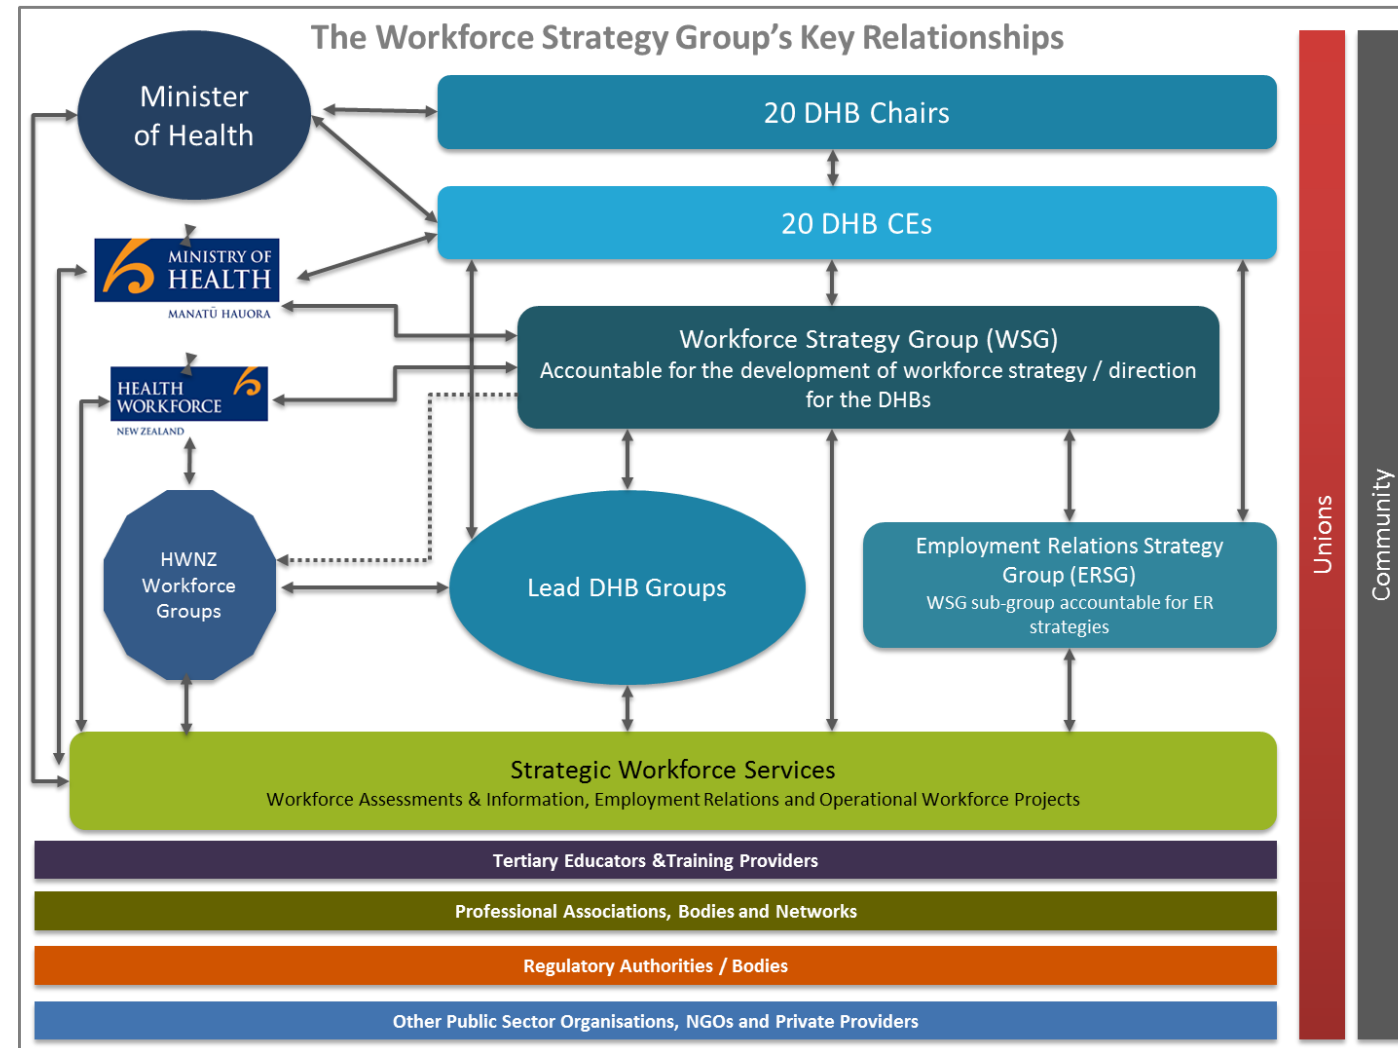 The Workforce Strategy Group's Key Relationships
Minister
of Health
20 DHB Chairs
20 DHB CEs
MINISTRY OF
HEALTH
MANATŪ HAUORA
Workforce Strategy Group (WSG)
Accountable for the development of workforce strategy / direction
for the DHBs
HEALTH
WORKFORCE
NEW ZEALAND
HWNZ
Workforce
Groups
Lead DHB Groups
Employment Relations Strategy
Group (ERSG)
WSG sub-group accountable for ER
strategies
Strategic Workforce Services
Workforce Assessments & Information, Employment Relations and Operational Workforce Projects
Tertiary Educators &Training Providers
Professional Associations, Bodies and Networks
Regulatory Authorities / Bodies
Other Public Sector Organisations, NGOs and Private Providers
Unions
Community